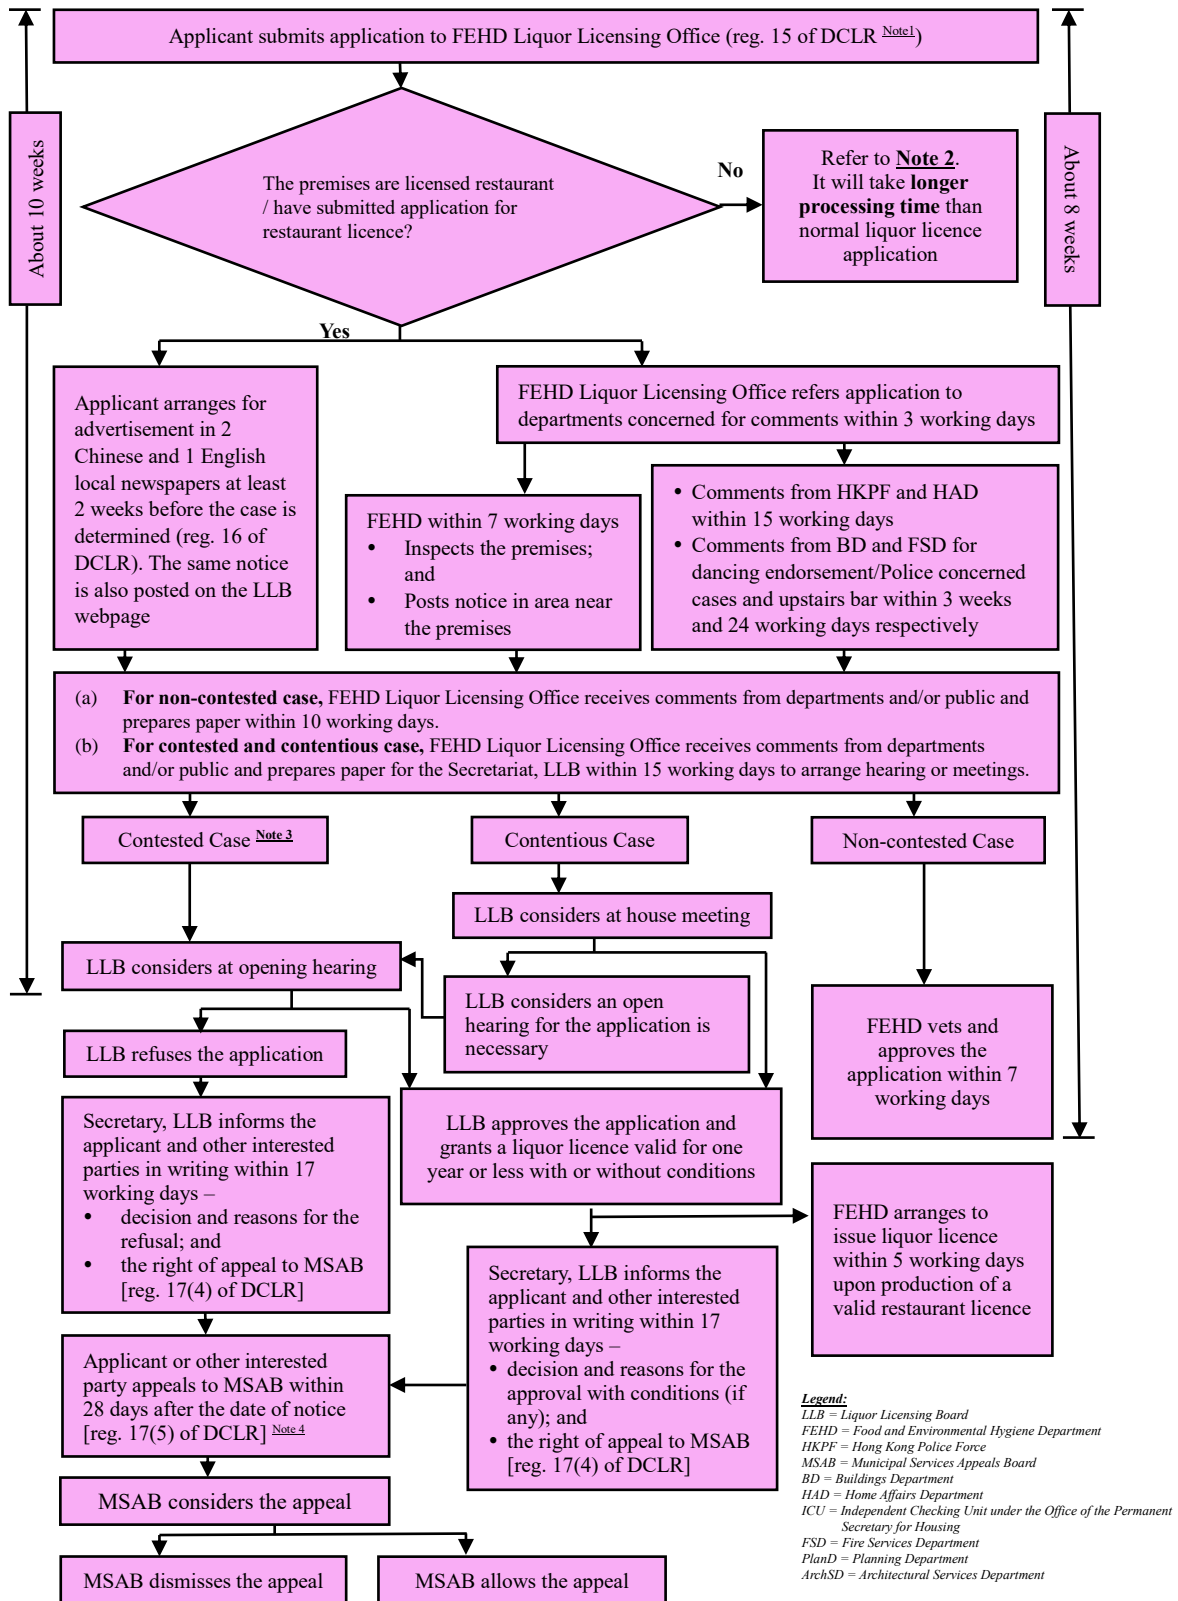 Applicant submits application to FEHD Liquor Licensing Office (reg. 15 of DCLR Note1)
About 10 weeks
About 8 weeks
The premises are licensed restaurant
/ have submitted application for
restaurant licence?
No
Refer to Note 2.
It will take longer
processing time than
normal liquor licence
application
Yes
Applicant arranges for
advertisement in 2
Chinese and 1 English
local newspapers at least
2 weeks before the case is
determined (reg. 16 of
DCLR). The same notice
is also posted on the LLB
webpage
FEHD Liquor Licensing Office refers application to
departments concerned for comments within 3 working days
FEHD within 7 working days
• Inspects the premises;
and
• Posts notice in area near
the premises
• Comments from HKPF and HAD
within 15 working days
• Comments from BD and FSD for
dancing endorsement/Police concerned
cases and upstairs bar within 3 weeks
and 24 working days respectively
(a) For non-contested case, FEHD Liquor Licensing Office receives comments from departments and/or public and
prepares paper within 10 working days.
(b) For contested and contentious case, FEHD Liquor Licensing Office receives comments from departments
and/or public and prepares paper for the Secretariat, LLB within 15 working days to arrange hearing or meetings.
Contested Case Note 3
Contentious Case
Non-contested Case
LLB considers at house meeting
LLB considers at opening hearing
LLB considers an open
hearing for the application is
necessary
FEHD vets and
approves the
application within 7
working days
LLB refuses the application
LLB approves the application and
grants a liquor licence valid for one
year or less with or without conditions
Secretary, LLB informs the
applicant and other interested
parties in writing within 17
working days –
• decision and reasons for the
refusal; and
• the right of appeal to MSAB
[reg. 17(4) of DCLR]
FEHD arranges to
issue liquor licence
within 5 working days
upon production of a
valid restaurant licence
Secretary, LLB informs the
applicant and other interested
parties in writing within 17
working days –
• decision and reasons for the
approval with conditions (if
any); and
• the right of appeal to MSAB
[reg. 17(4) of DCLR]
Applicant or other interested
party appeals to MSAB within
28 days after the date of notice
[reg. 17(5) of DCLR] Note 4
MSAB considers the appeal
MSAB dismisses the appeal
MSAB allows the appeal
Legend:
LLB = Liquor Licensing Board
FEHD = Food and Environmental Hygiene Department
HKPF = Hong Kong Police Force
MSAB = Municipal Services Appeals Board
BD = Buildings Department
HAD = Home Affairs Department
ICU = Independent Checking Unit under the Office of the Permanent
Secretary for Housing
FSD = Fire Services Department
PlanD = Planning Department
ArchSD = Architectural Services Department